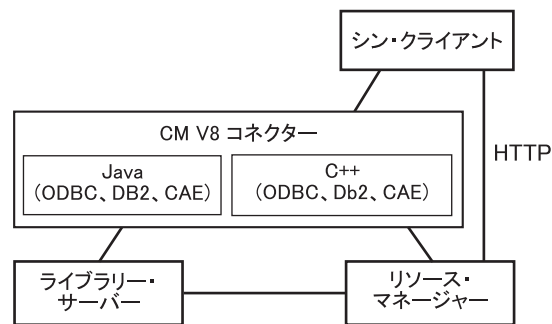 シン・クライアント
CM V8 コネクター
Java
（ODBC、DB2、CAE）
C++
（ODBC、Db2、CAE）
HTTP
ライブラリー・
サーバー
リソース・
マネージャー